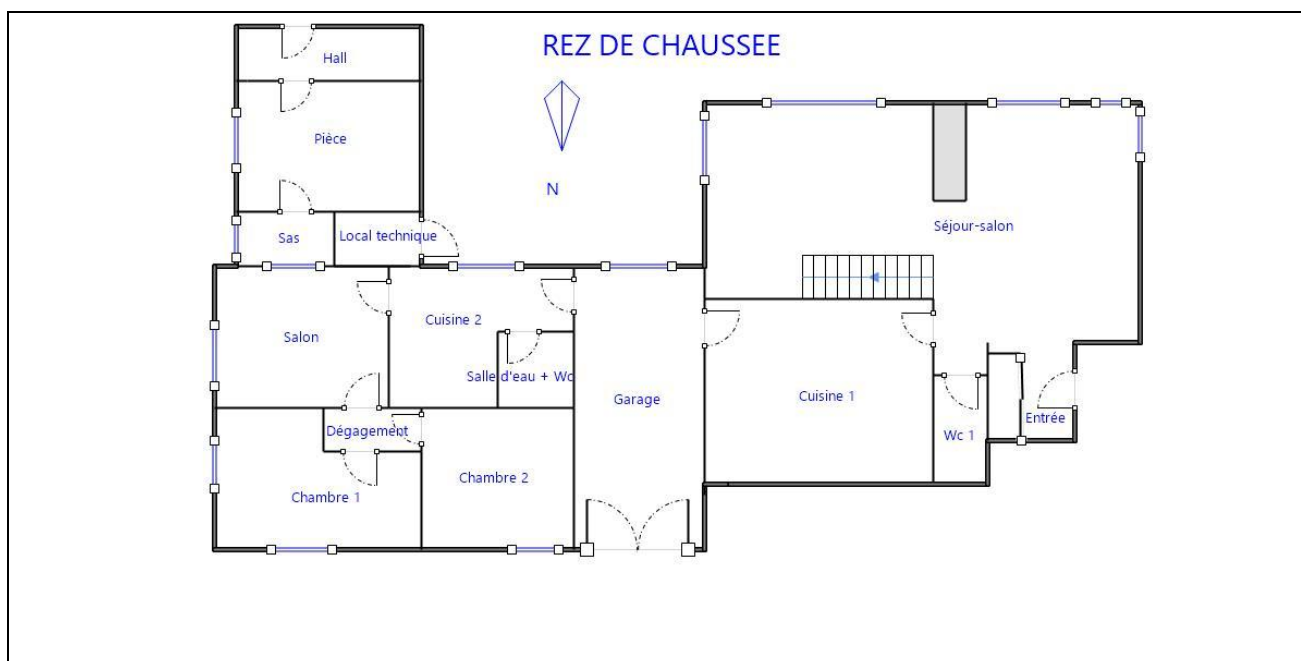 REZ DE CHAUSSEE
Hall
Pièce
N
Sas
Local technique
Séjour-salon
Salon
Cuisine 2
Salle d'eau + Wc
Garage
Cuisine 1
Dégagement
Wc 1
Entrée
Chambre 1
Chambre 2